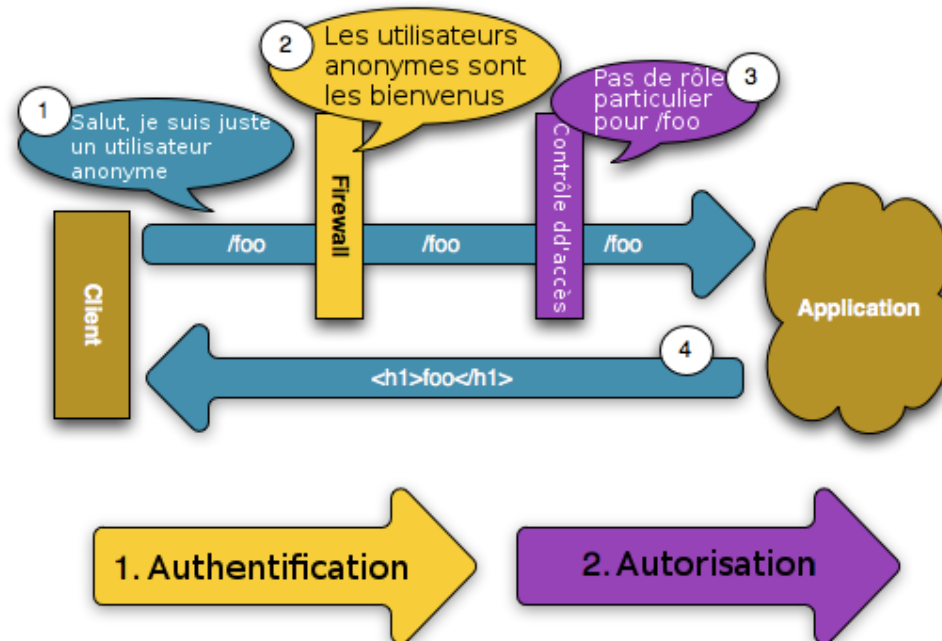 1
Salut, je suis juste
un utilisateur
anonyme
2
Les utilisateurs
anonymes sont
les bienvenus
3
Pas de rôle
particulier
pour /foo
Client
/foo
Firewall
/foo
Contrôle dd'accès
/foo
Application
4
<h1>foo</h1>
1. Authentification
2. Autorisation